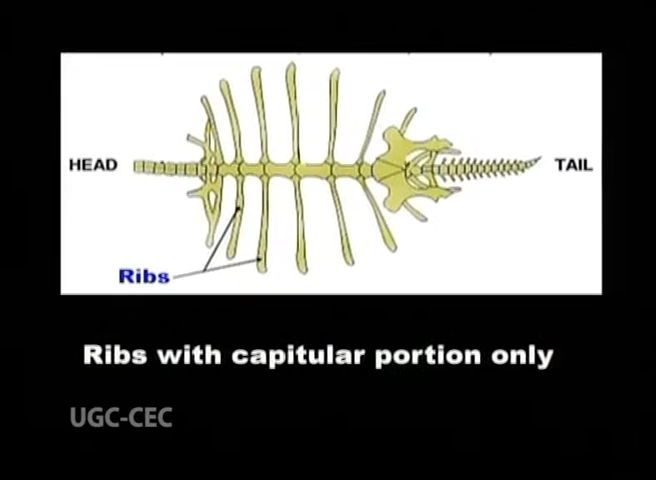 HEAD
TAIL
Ribs
Ribs with capitular portion only
UGC-CEC